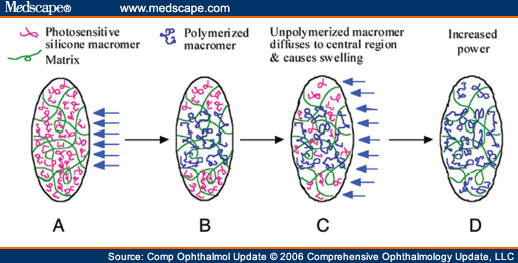 Medscape® www.medscape.com
Photosensitive
silicone macromer
Matrix
Polymerized
macromer
Unpolymerized macromer
diffuses to central region
& causes swelling
Increased
power
A
B
C
D
Source: Comp Ophthalmol Update © 2006 Comprehensive Ophthalmology Update, LLC